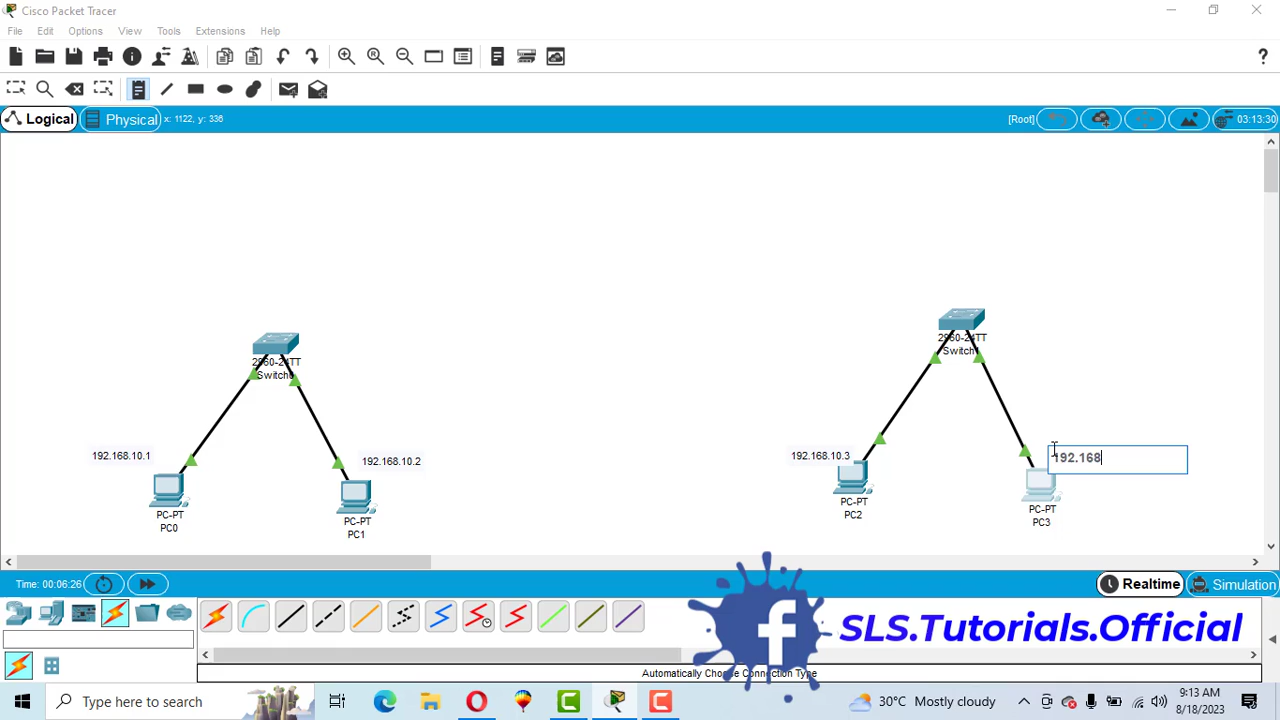 Cisco Packet Tracer
File Edit Options View Tools Extensions Help
Logical Physical x: 1122, y: 336 [Root] 03:13:30
2960-24TT
Switch1
2960-24TT
Switch0
192.168.10.1
192.168.10.2
192.168.10.3
192.168
PC-PT
PC0
PC-PT
PC1
PC-PT
PC2
PC-PT
PC3
Time: 00:06:26 Realtime Simulation
SLS.Tutorials.Official
Automatically Choose Connection Type
Type here to search
30°C Mostly cloudy
9:13 AM
8/18/2023